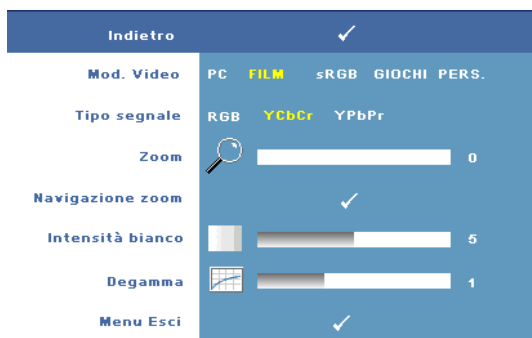 Indietro
Mod. Video PC FILM sRGB GIOCHI PERS.
Tipo segnale RGB YCbCr YPbPr
Zoom 0
Navigazione zoom
Intensità bianco 5
Degamma 1
Menu Esci